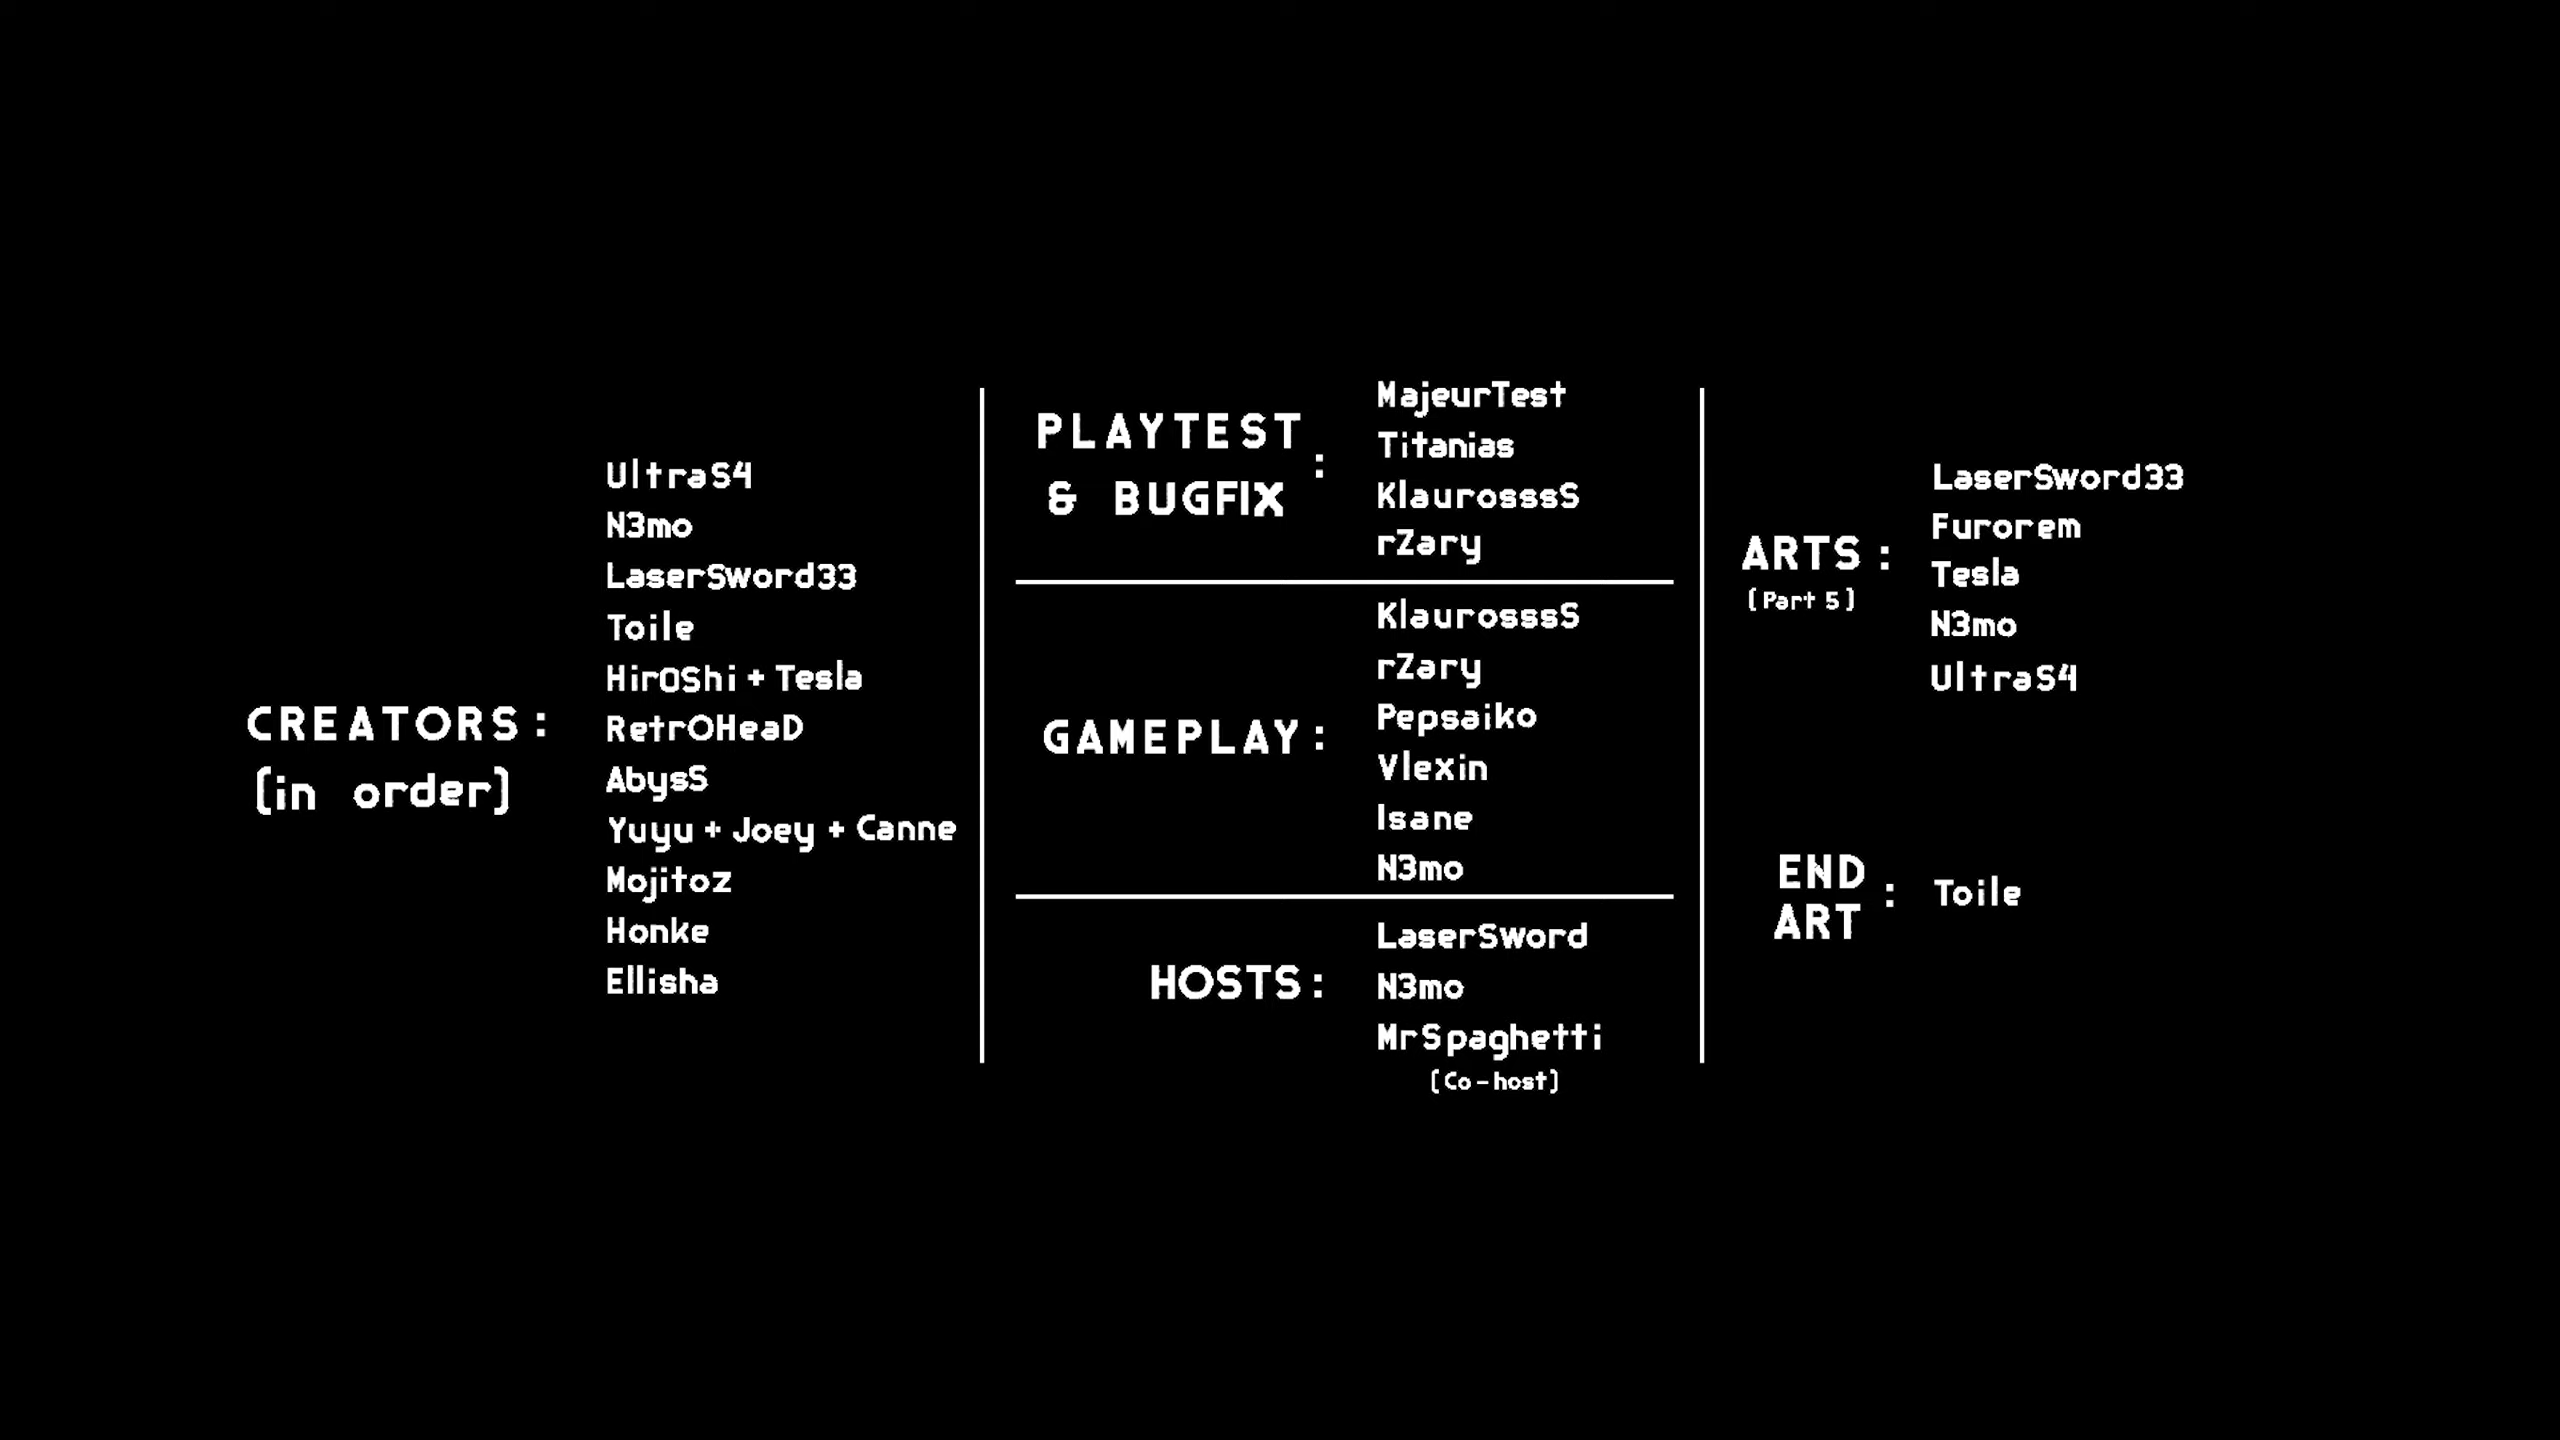 CREATORS:
(in order)
UltraS4
N3mo
LaserSword33
Toile
Hir0Shi + Tesla
Retr0HeaD
AbysS
Yuyu + Joey + Canne
Mojitoz
Honke
Ellisha
PLAYTEST
& BUGFIX :
MajeurTest
Titanias
KlaurosssS
rZary
GAMEPLAY:
KlaurosssS
rZary
Pepsaiko
Vlexin
Isane
N3mo
HOSTS:
LaserSword
N3mo
MrSpaghetti
(Co-host)
ARTS :
(Part 5)
LaserSword33
Furorem
Tesla
N3mo
UltraS4
END
ART :
Toile